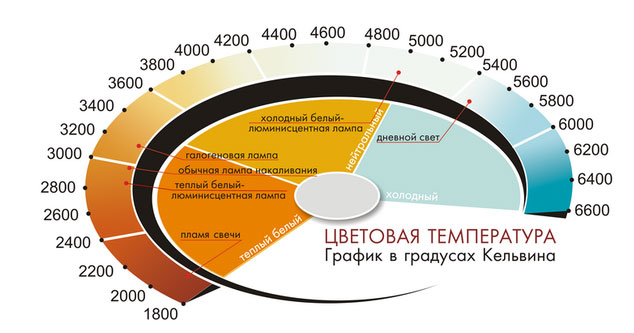 1800
2000
2200
2400
2600
2800
3000
3200
3400
3600
3800
4000
4200
4400
4600
4800
5000
5200
5400
5600
5800
6000
6200
6400
6600
холодный белый-
люминисцентная лампа
нейтральный
дневной свет
галогеновая лампа
обычная лампа накаливания
теплый белый-
люминисцентная лампа
холодный
пламя свечи
теплый белый
ЦВЕТОВАЯ ТЕМПЕРАТУРА
График в градусах Кельвина